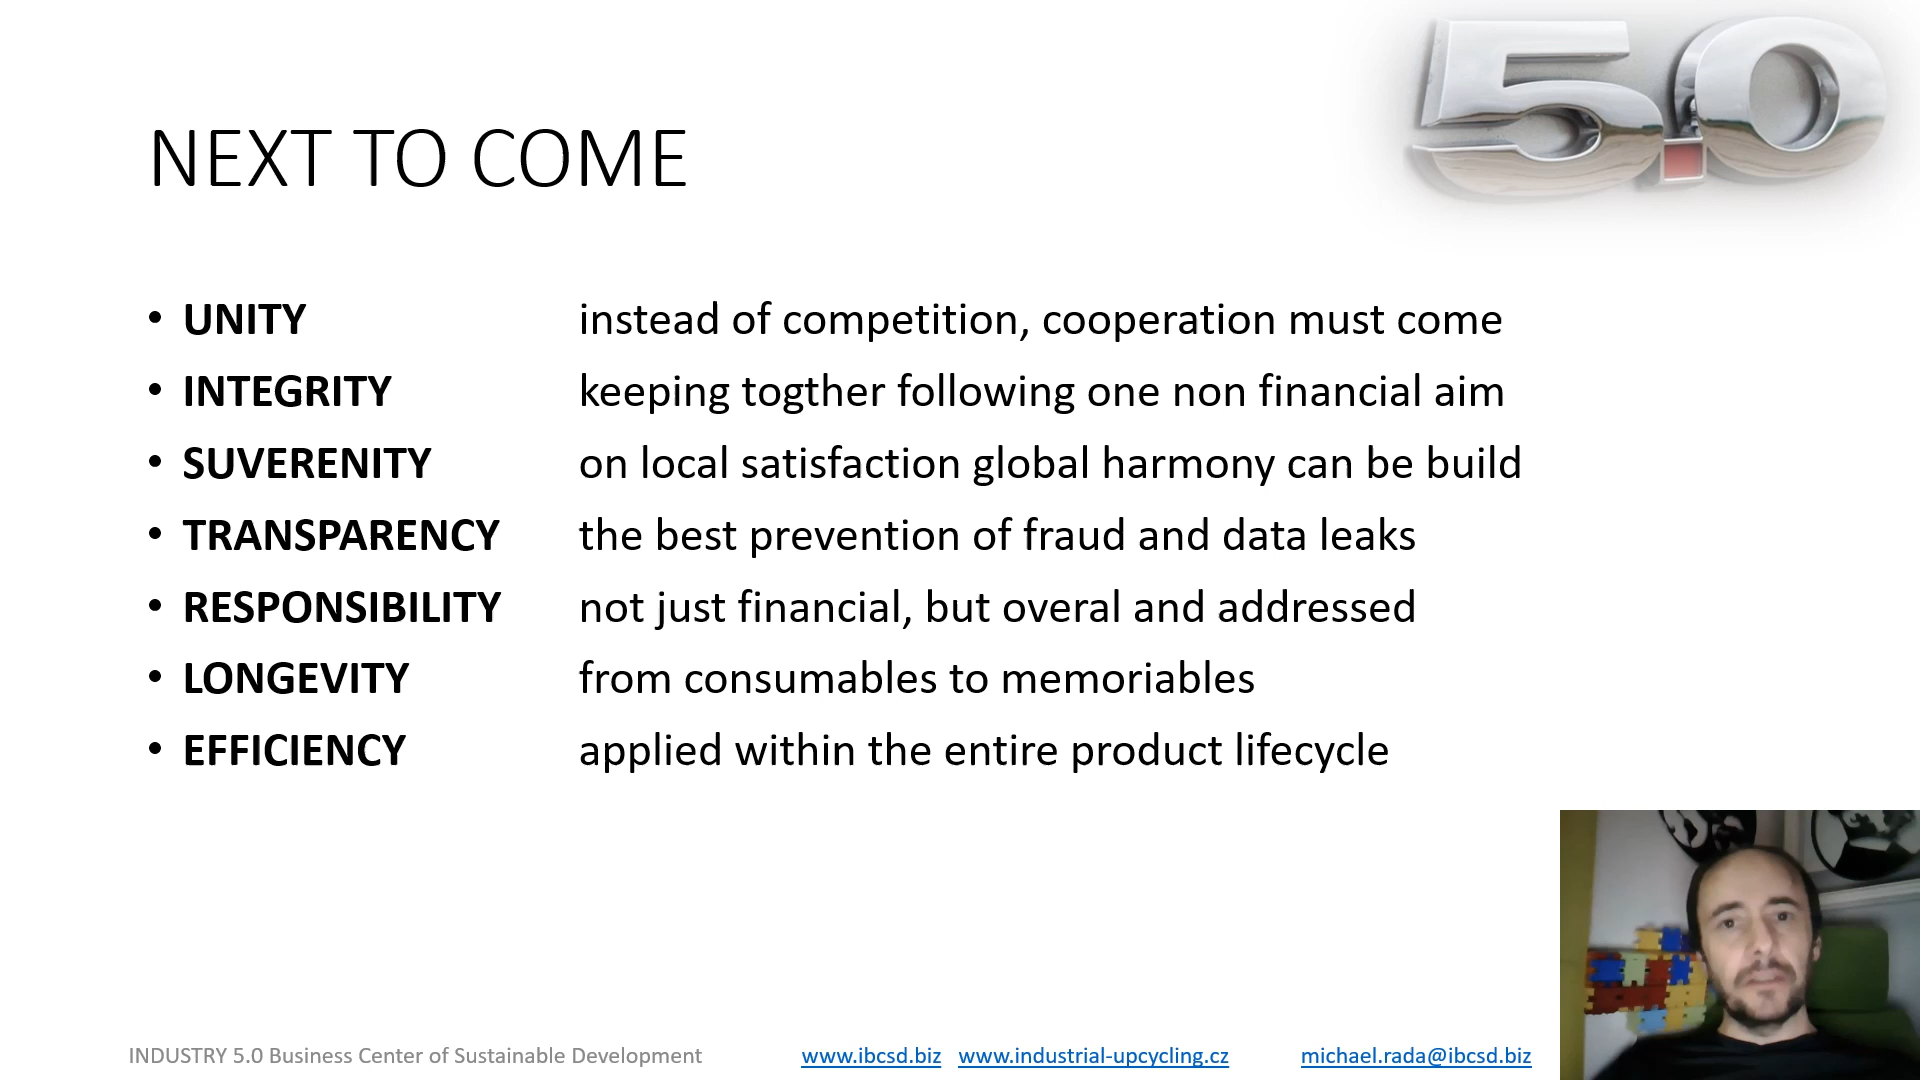 5.0
NEXT TO COME
• UNITY instead of competition, cooperation must come
• INTEGRITY keeping togther following one non financial aim
• SUVERENITY on local satisfaction global harmony can be build
• TRANSPARENCY the best prevention of fraud and data leaks
• RESPONSIBILITY not just financial, but overal and addressed
• LONGEVITY from consumables to memoriables
• EFFICIENCY applied within the entire product lifecycle
INDUSTRY 5.0 Business Center of Sustainable Development www.ibcsd.biz www.industrial-upcycling.cz michael.rada@ibcsd.biz